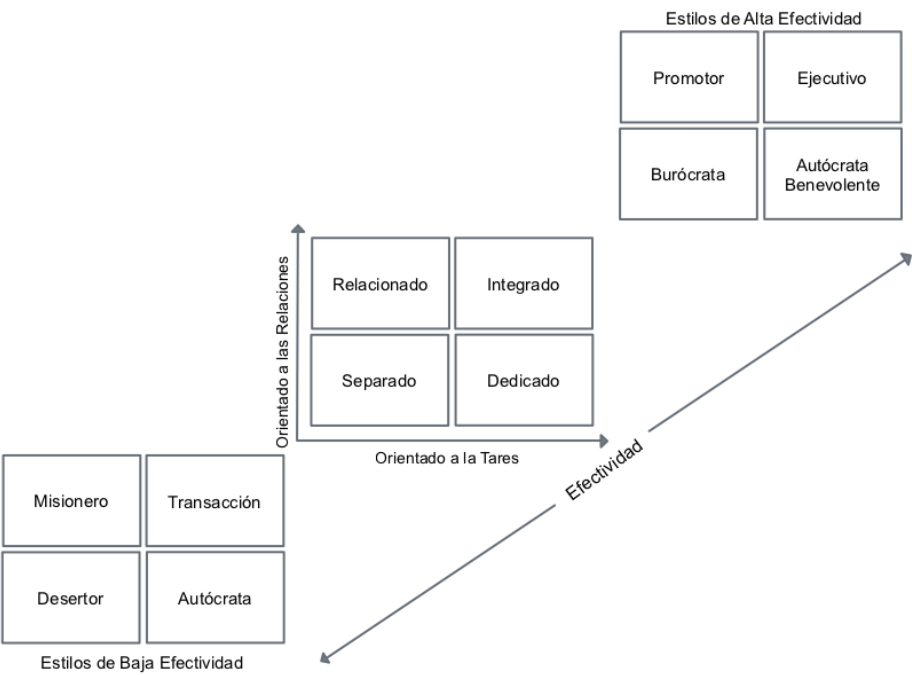 Estilos de Alta Efectividad
Promotor
Ejecutivo
Burócrata
Autócrata
Benevolente
Orientado a las Relaciones
Relacionado
Integrado
Separado
Dedicado
Orientado a la Tares
Efectividad
Misionero
Transacción
Desertor
Autócrata
Estilos de Baja Efectividad